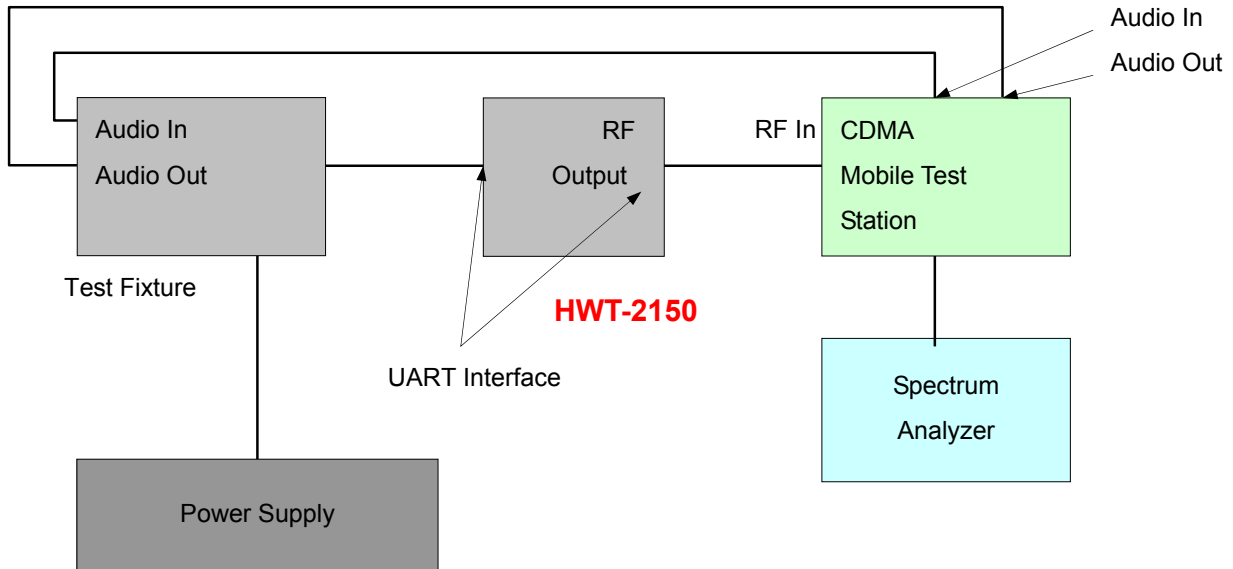 Audio In
Audio Out
Audio In
Audio Out
Test Fixture
RF
Output
RF In
CDMA
Mobile Test
Station
HWT-2150
UART Interface
Spectrum
Analyzer
Power Supply